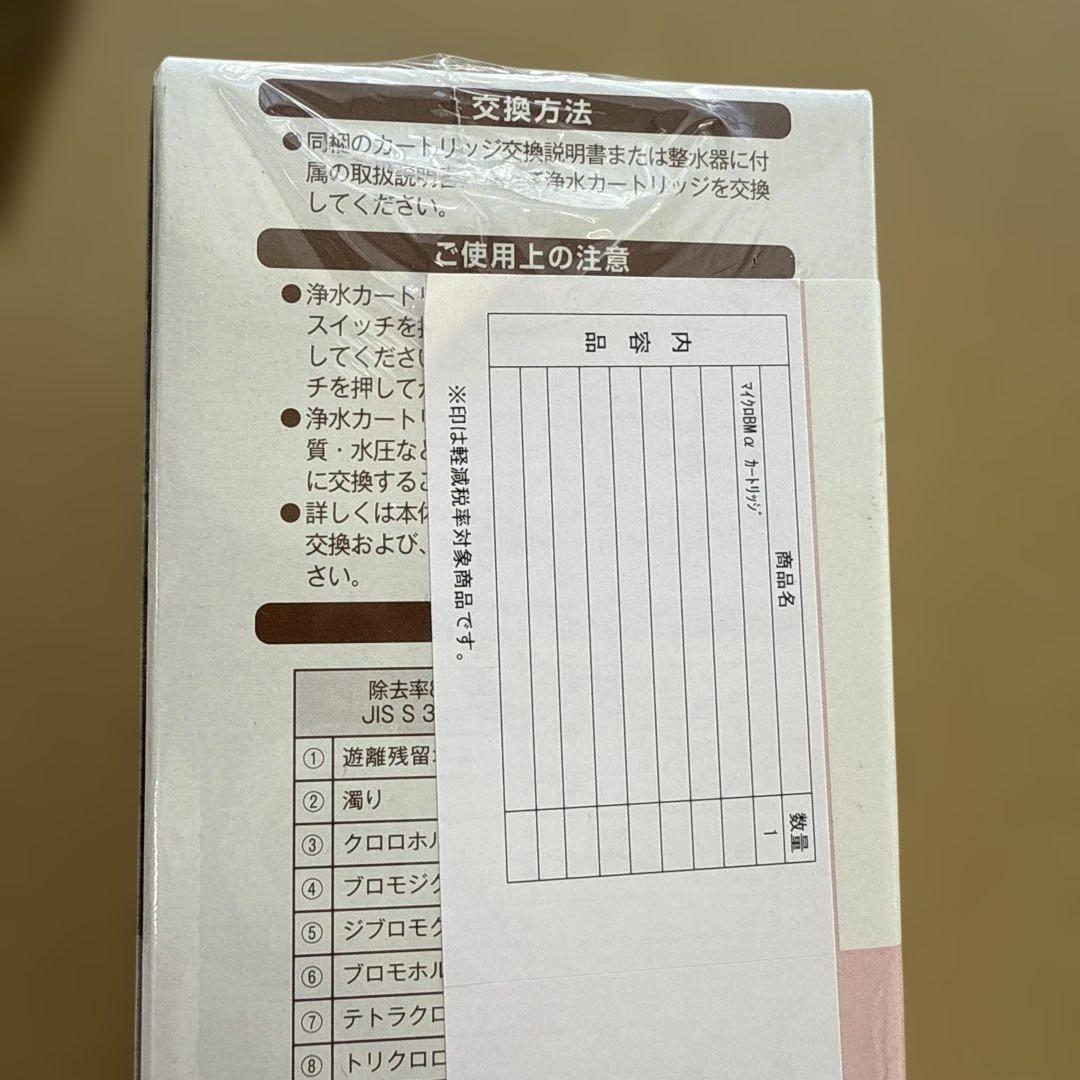 交換方法
●同梱のカートリッジ交換説明書または整水器に付
属の取扱説明書 浄水カートリッジを交換
してください。
ご使用上の注意
●浄水カート
スイッチを
してくださ
チを押して
●浄水カート
質・水圧な
に交換する
●詳しくは本体
交換および、
さい。
除去率
JIS S 3
① 遊離残留
② 濁り
③ クロロホ
④ ブロモジ
⑤ ジブロモ
⑥ ブロモホ
⑦ テトラクロ
⑧ トリクロロ
内容品
商品名
数量
マイクロBMα カートリッジ
1
※印は軽減税率対象商品です。